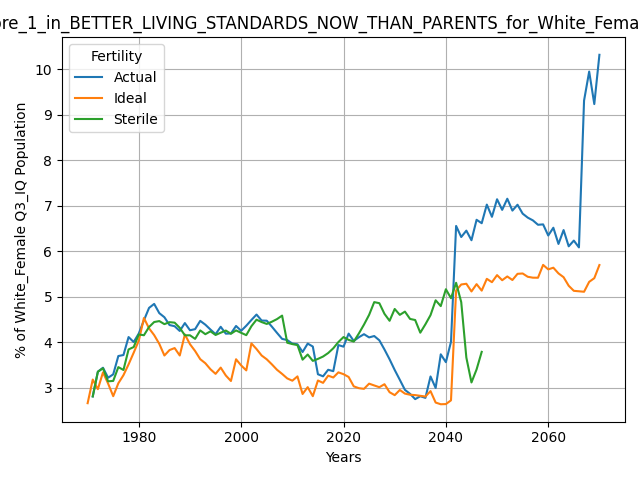 ore_1_in_BETTER_LIVING_STANDARDS_NOW_THAN_PARENTS_for_White_Fema
Fertility
Actual
Ideal
Sterile
10
9
8
7
6
5
4
3
% of White_Female Q3_IQ Population
1980 2000 2020 2040 2060
Years